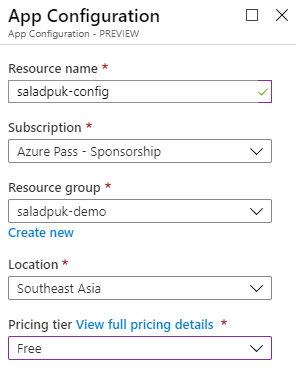 App Configuration
App Configuration - PREVIEW
Resource name *
saladpuk-config
Subscription *
Azure Pass - Sponsorship
Resource group *
saladpuk-demo
Create new
Location *
Southeast Asia
Pricing tier View full pricing details *
Free